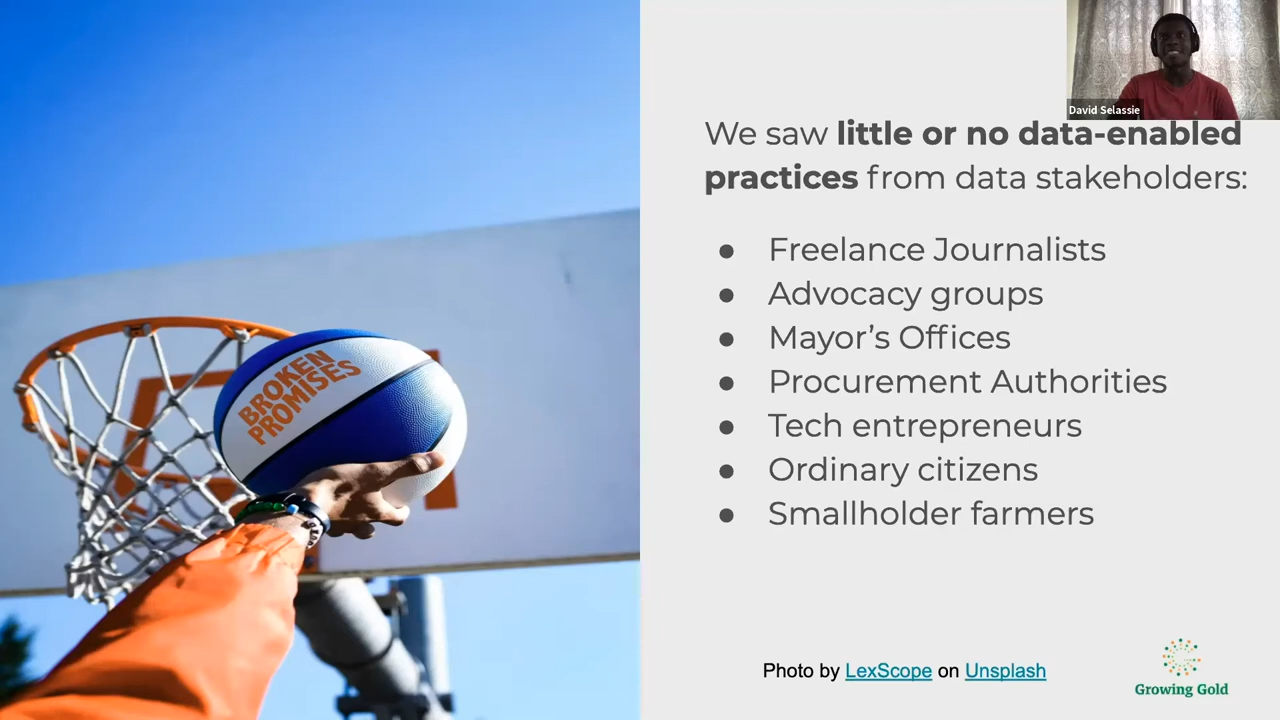 BROKEN
PROMISES
David Selassie
We saw little or no data-enabled
practices from data stakeholders:
● Freelance Journalists
● Advocacy groups
● Mayor’s Offices
● Procurement Authorities
● Tech entrepreneurs
● Ordinary citizens
● Smallholder farmers
Photo by LexScope on Unsplash
Growing Gold